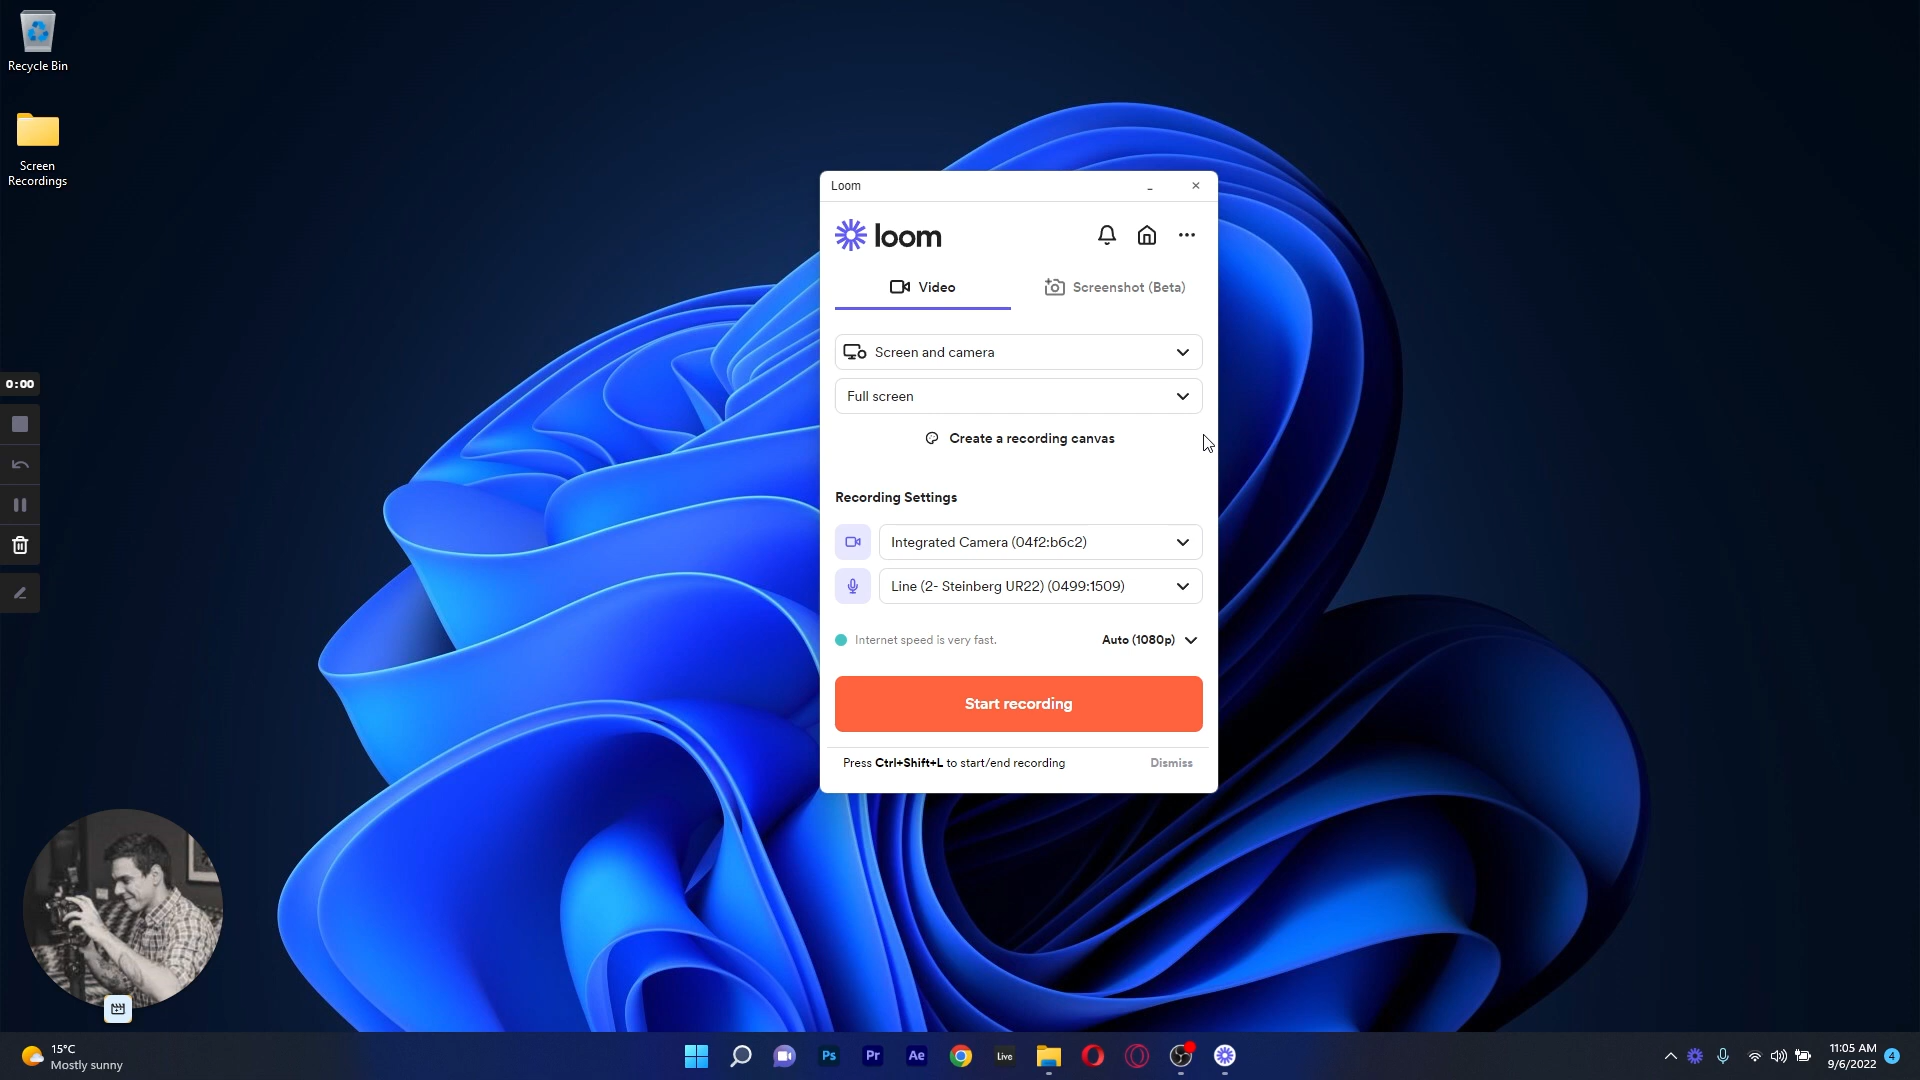 Recycle Bin
Screen
Recordings
0:00
Loom
loom
Video
Screenshot (Beta)
Screen and camera
Full screen
Create a recording canvas
Recording Settings
Integrated Camera (04f2:b6c2)
Line (2- Steinberg UR22) (0499:1509)
Internet speed is very fast.
Auto (1080p)
Start recording
Press Ctrl+Shift+L to start/end recording
Dismiss
15°C
Mostly sunny
Ps
Pr
Ae
Live
11:05 AM
9/6/2022
4